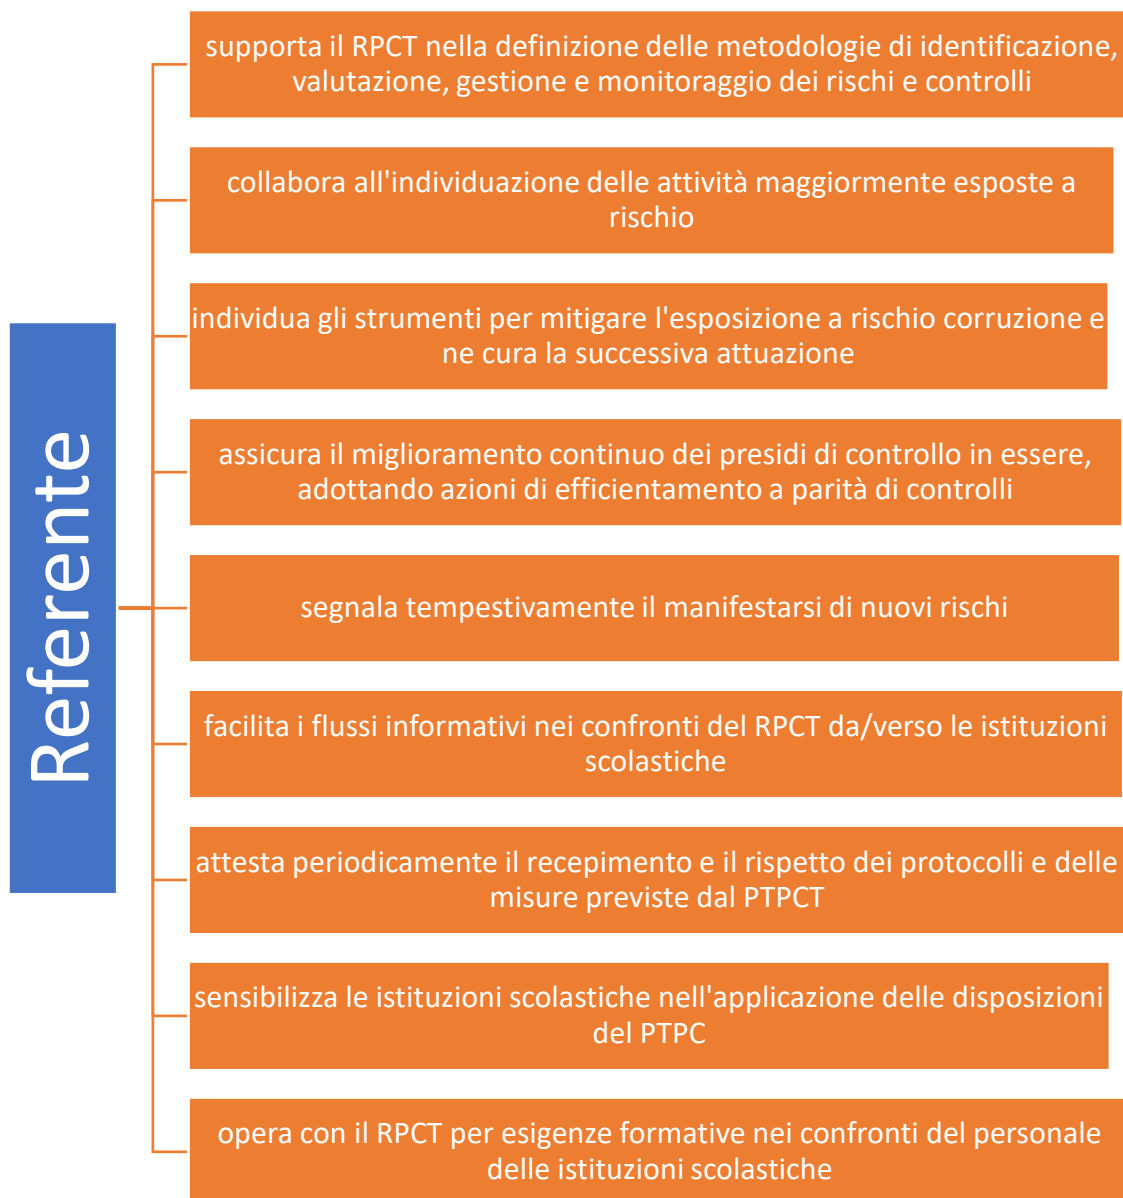 Referente
supporta il RPCT nella definizione delle metodologie di identificazione,
valutazione, gestione e monitoraggio dei rischi e controlli
collabora all'individuazione delle attività maggiormente esposte a
rischio
individua gli strumenti per mitigare l'esposizione a rischio corruzione e
ne cura la successiva attuazione
assicura il miglioramento continuo dei presidi di controllo in essere,
adottando azioni di efficientamento a parità di controlli
segnala tempestivamente il manifestarsi di nuovi rischi
facilita i flussi informativi nei confronti del RPCT da/verso le istituzioni
scolastiche
attesta periodicamente il recepimento e il rispetto dei protocolli e delle
misure previste dal PTPCT
sensibilizza le istituzioni scolastiche nell'applicazione delle disposizioni
del PTPC
opera con il RPCT per esigenze formative nei confronti del personale
delle istituzioni scolastiche